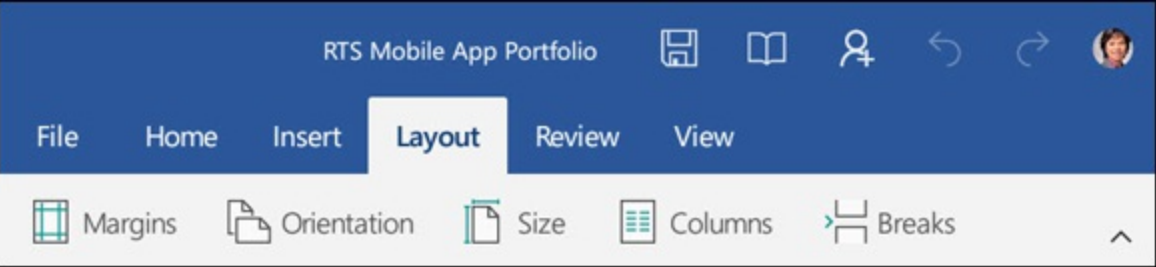 RTS Mobile App Portfolio
File Home Insert Layout Review View
Margins Orientation Size Columns Breaks